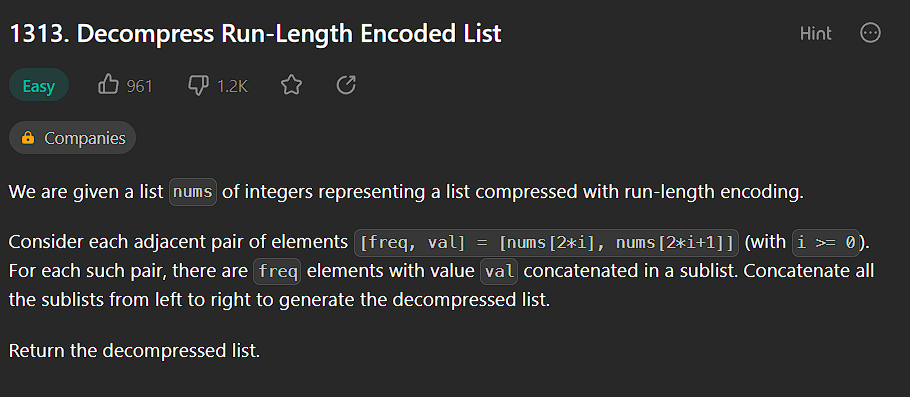 1313. Decompress Run-Length Encoded List
Hint
Easy 961 1.2K
Companies
We are given a list nums of integers representing a list compressed with run-length encoding.
Consider each adjacent pair of elements [freq, val] = [nums[2*i], nums[2*i+1]] (with i >= 0).
For each such pair, there are freq elements with value val concatenated in a sublist. Concatenate all
the sublists from left to right to generate the decompressed list.
Return the decompressed list.